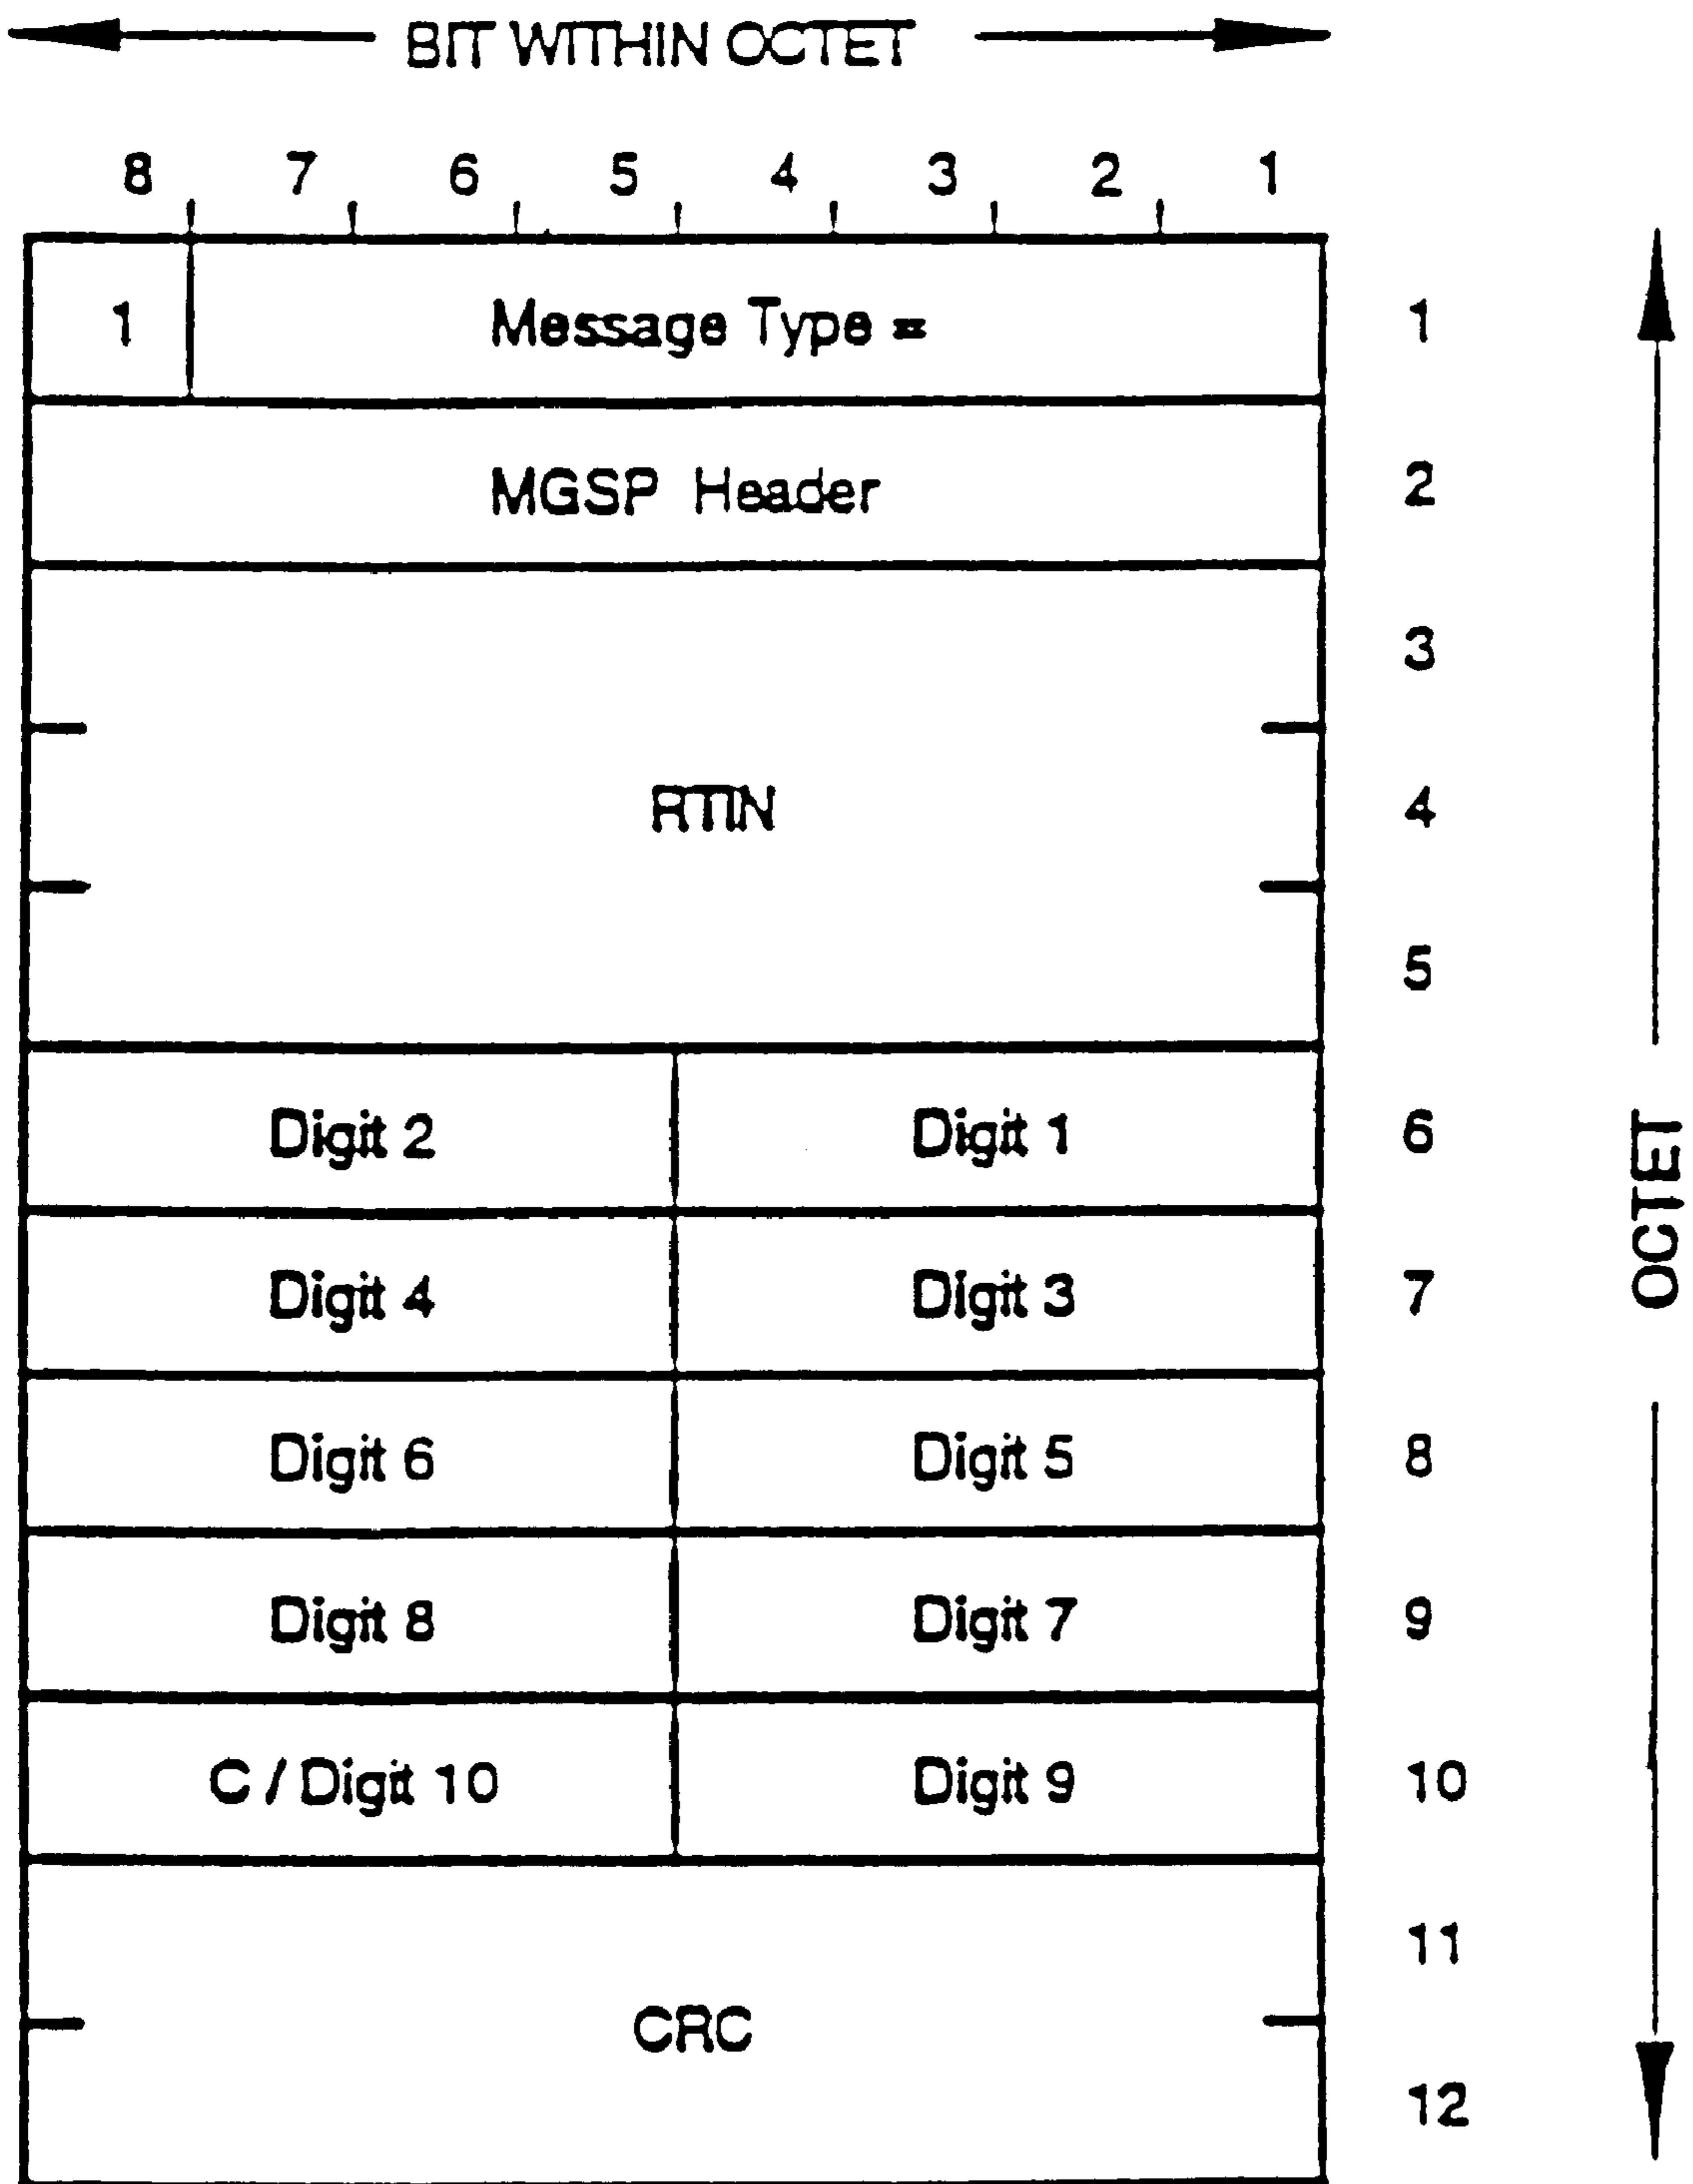 BIT WITHIN OCTET
8 7 6 5 4 3 2 1
1 Message Type = 1
MGSP Header 2
3
RTIN 4
5
Digit 2 Digit 1 6
Digit 4 Digit 3 7
OCTET
Digit 6 Digit 5 8
Digit 8 Digit 7 9
C / Digit 10 Digit 9 10
11
CRC
12